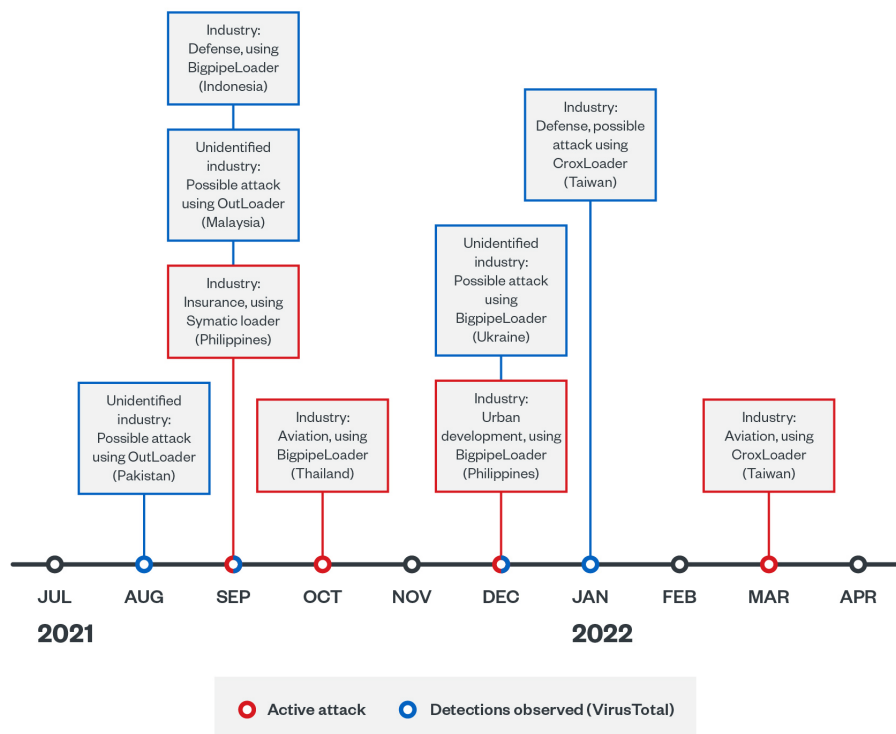 Industry:
Defense, using
BigpipeLoader
(Indonesia)
Unidentified
industry:
Possible attack
using OutLoader
(Malaysia)
Industry:
Insurance, using
Symatic loader
(Philippines)
Unidentified
industry:
Possible attack
using OutLoader
(Pakistan)
Industry:
Aviation, using
BigpipeLoader
(Thailand)
Unidentified
industry:
Possible attack
using
BigpipeLoader
(Ukraine)
Industry:
Urban
development, using
BigpipeLoader
(Philippines)
Industry:
Defense, possible
attack using
CroxLoader
(Taiwan)
Industry:
Aviation, using
CroxLoader
(Taiwan)
JUL AUG SEP OCT NOV DEC JAN FEB MAR APR
2021 2022
Active attack Detections observed (VirusTotal)